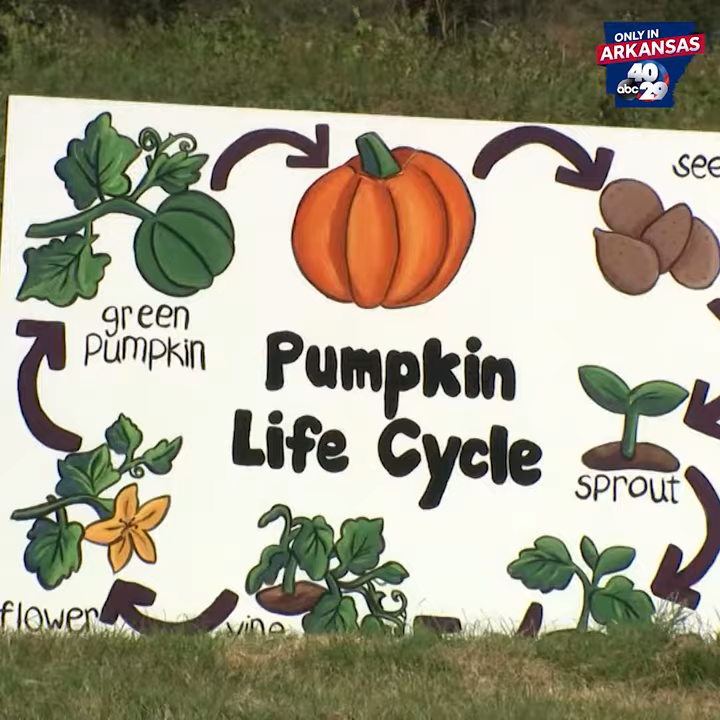 ONLY IN
ARKANSAS
40
abc 29
see
green
pumpkin
Pumpkin
Life Cycle
sprout
flower
vine